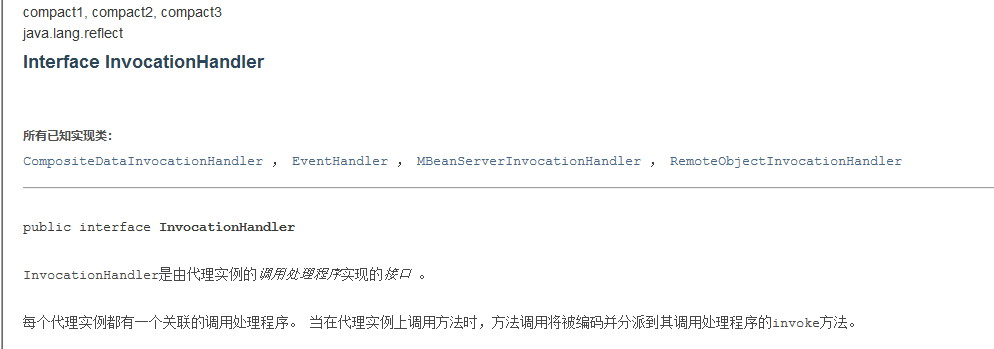 compact1, compact2, compact3
java.lang.reflect
Interface InvocationHandler
所有已知实现类：
CompositeDataInvocationHandler ， EventHandler ， MBeanServerInvocationHandler ， RemoteObjectInvocationHandler
public interface InvocationHandler
InvocationHandler是由代理实例的调用处理程序实现的接口 。
每个代理实例都有一个关联的调用处理程序。 当在代理实例上调用方法时，方法调用将被编码并分派到其调用处理程序的invoke方法。